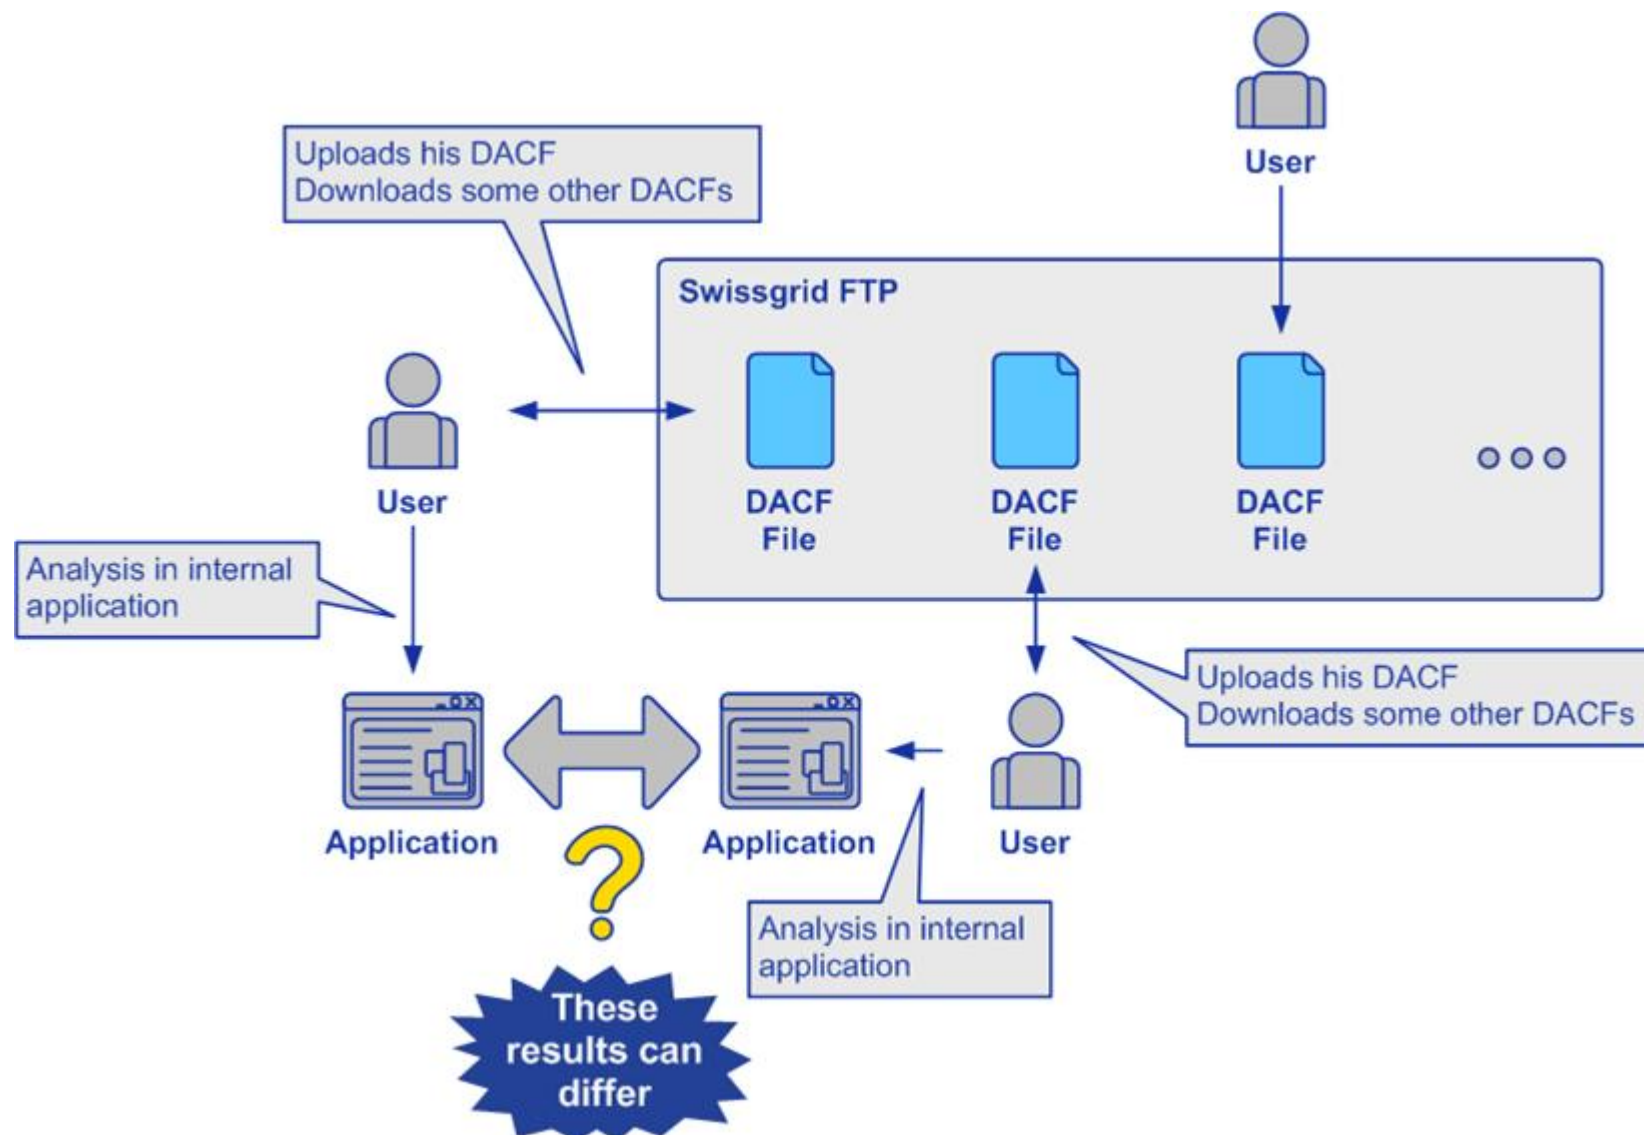 User
Uploads his DACF
Downloads some other DACFs
Swissgrid FTP
User
DACF
File
DACF
File
DACF
File
Analysis in internal
application
Uploads his DACF
Downloads some other DACFs
Application
Application
User
?
Analysis in internal
application
These
results can
differ